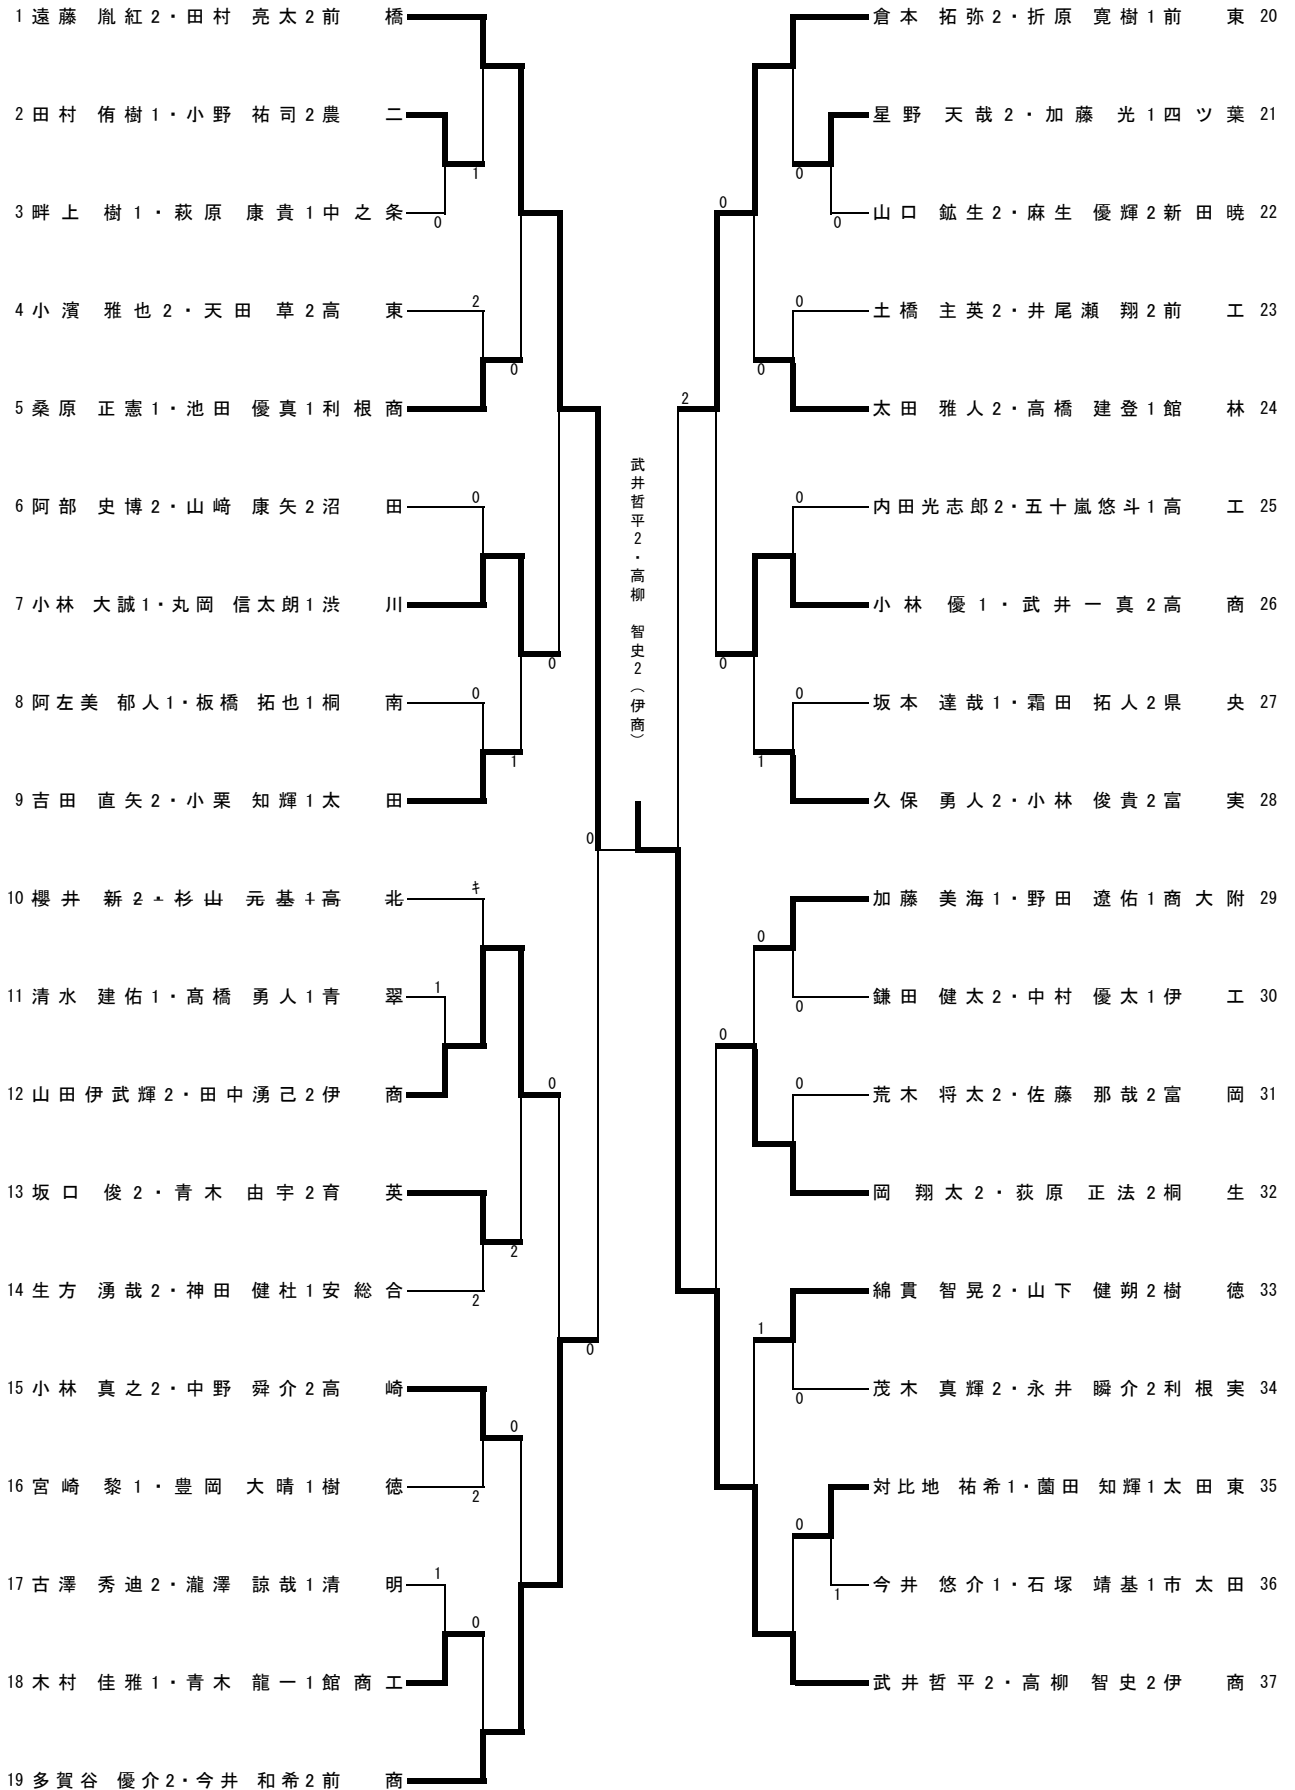 1 遠藤 胤紅2・田村 亮太2 前橋
2 田村 侑樹1・小野 祐司2 農二
1
3 畔上 樹1・萩原 康貴1 中之条
0
2
4 小濱 雅也2・天田 草2 高東
0
5 桑原 正憲1・池田 優真1 利根商
0
6 阿部 史博2・山﨑 康矢2 沼田
7 小林 大誠1・丸岡 信太朗1 渋川
0
0
8 阿左美 郁人1・板橋 拓也1 桐南
1
9 吉田 直矢2・小栗 知輝1 太田
0
キ
10 櫻井 新2・杉山 元基1 高北
1
11 清水 建佑1・髙橋 勇人1 青翠
0
12 山田伊武輝2・田中湧己2 伊商
13 坂口 俊2・青木 由宇2 育英
2
14 生方 湧哉2・神田 健杜1 安総合
2
0
15 小林 真之2・中野 舜介2 高崎
0
16 宮崎 黎1・豊岡 大晴1 樹徳
2
1
17 古澤 秀迪2・瀧澤 諒哉1 清明
0
18 木村 佳雅1・青木 龍一1 館商工
19 多賀谷 優介2・今井 和希2 前商
武井哲平2・高柳 智史2（伊商）
倉本 拓弥2・折原 寛樹1 前東 20
星野 天哉2・加藤 光1 四ツ葉 21
0
0
山口 鉱生2・麻生 優輝2 新田暁 22
0
0
土橋 主英2・井尾瀬 翔2 前工 23
0
2
太田 雅人2・高橋 建登1 館林 24
0
内田光志郎2・五十嵐悠斗1 高工 25
小林 優1・武井一真2 高商 26
0
0
坂本 達哉1・霜田 拓人2 県央 27
1
久保 勇人2・小林 俊貴2 富実 28
加藤 美海1・野田 遼佑1 商大附 29
0
鎌田 健太2・中村 優太1 伊工 30
0
0
0
荒木 将太2・佐藤 那哉2 富岡 31
岡 翔太2・荻原 正法2 桐生 32
綿貫 智晃2・山下 健朔2 樹徳 33
1
茂木 真輝2・永井 瞬介2 利根実 34
0
対比地 祐希1・薗田 知輝1 太田東 35
0
今井 悠介1・石塚 靖基1 市太田 36
1
武井哲平2・高柳 智史2 伊商 37